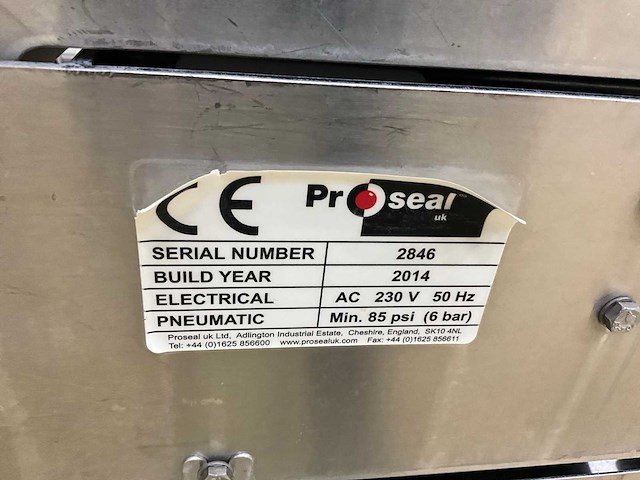 CE Proseal™
uk
SERIAL NUMBER 2846
BUILD YEAR 2014
ELECTRICAL AC 230 V 50 Hz
PNEUMATIC Min. 85 psi (6 bar)
Proseal uk Ltd, Adlington Industrial Estate, Cheshire, England, SK10 4NL
Tel: +44 (0)1625 856600 www.prosealuk.com Fax: +44 (0)1625 856611